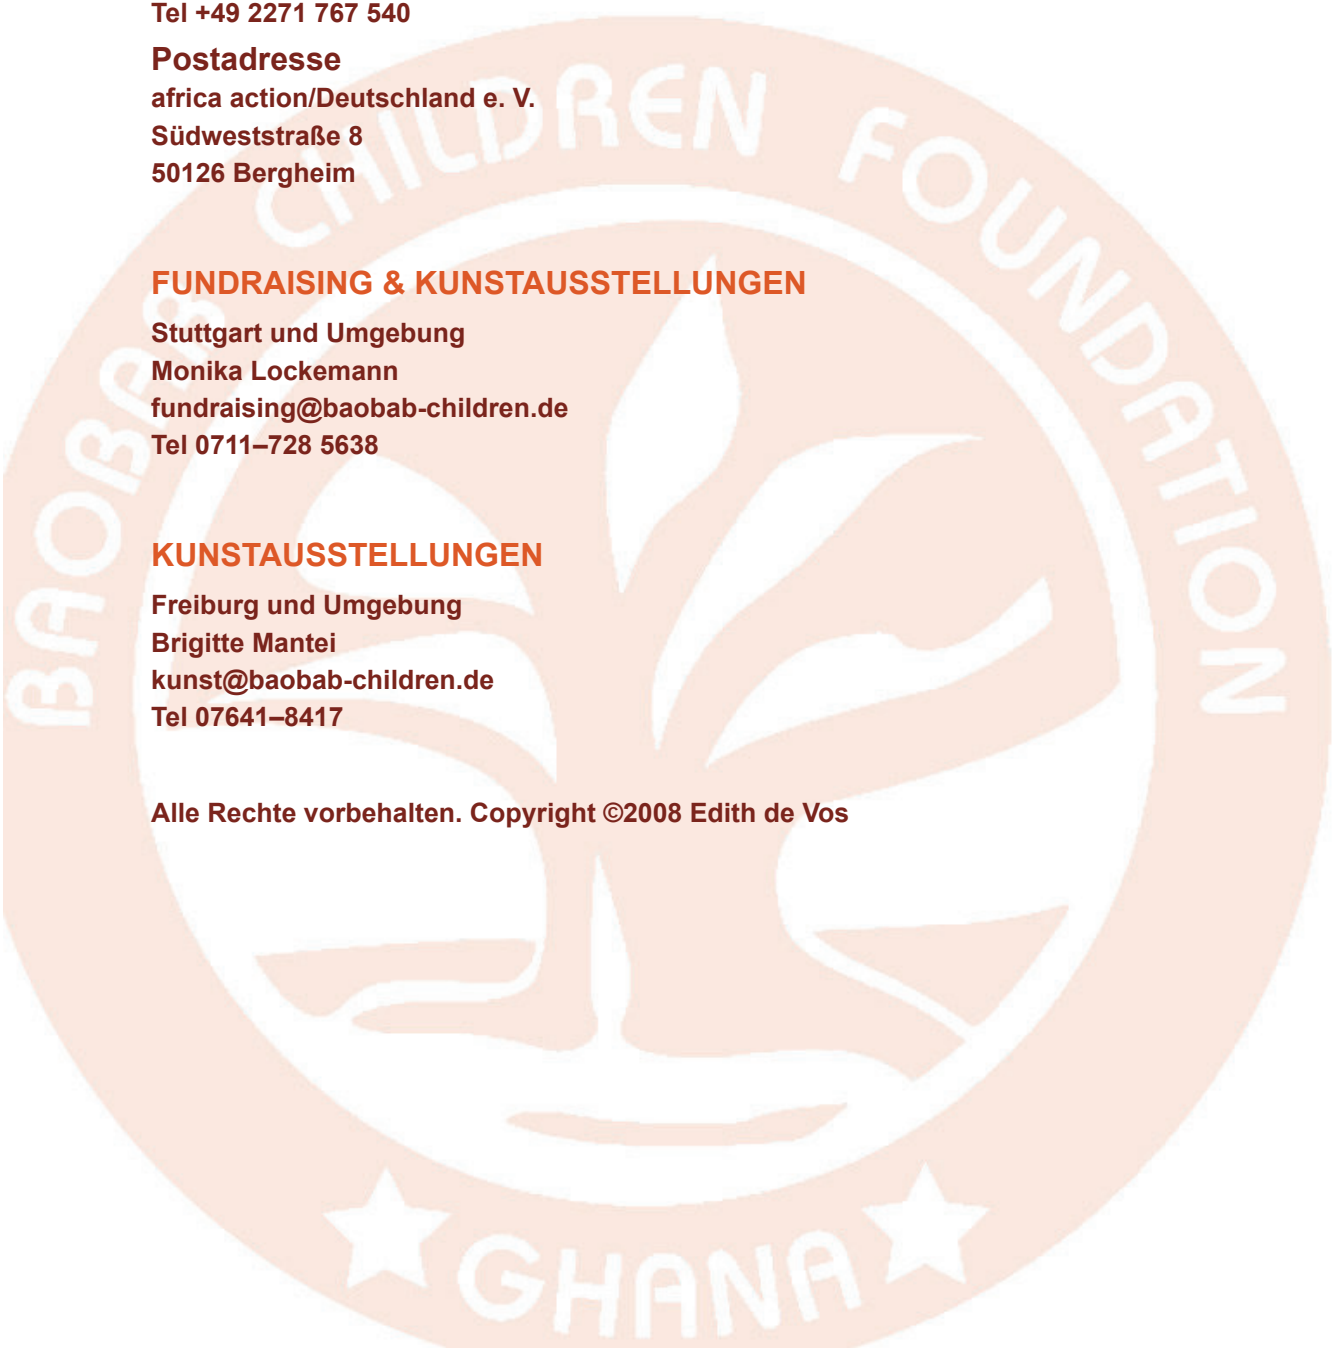 Tel +49 2271 767 540
Postadresse
africa action/Deutschland e. V.
Südweststraße 8
50126 Bergheim
FUNDRAISING & KUNSTAUSSTELLUNGEN
Stuttgart und Umgebung
Monika Lockemann
fundraising@baobab-children.de
Tel 0711–728 5638
KUNSTAUSSTELLUNGEN
Freiburg und Umgebung
Brigitte Mantei
kunst@baobab-children.de
Tel 07641–8417
Alle Rechte vorbehalten. Copyright ©2008 Edith de Vos
BAOBAB CHILDREN FOUNDATION
GHANA